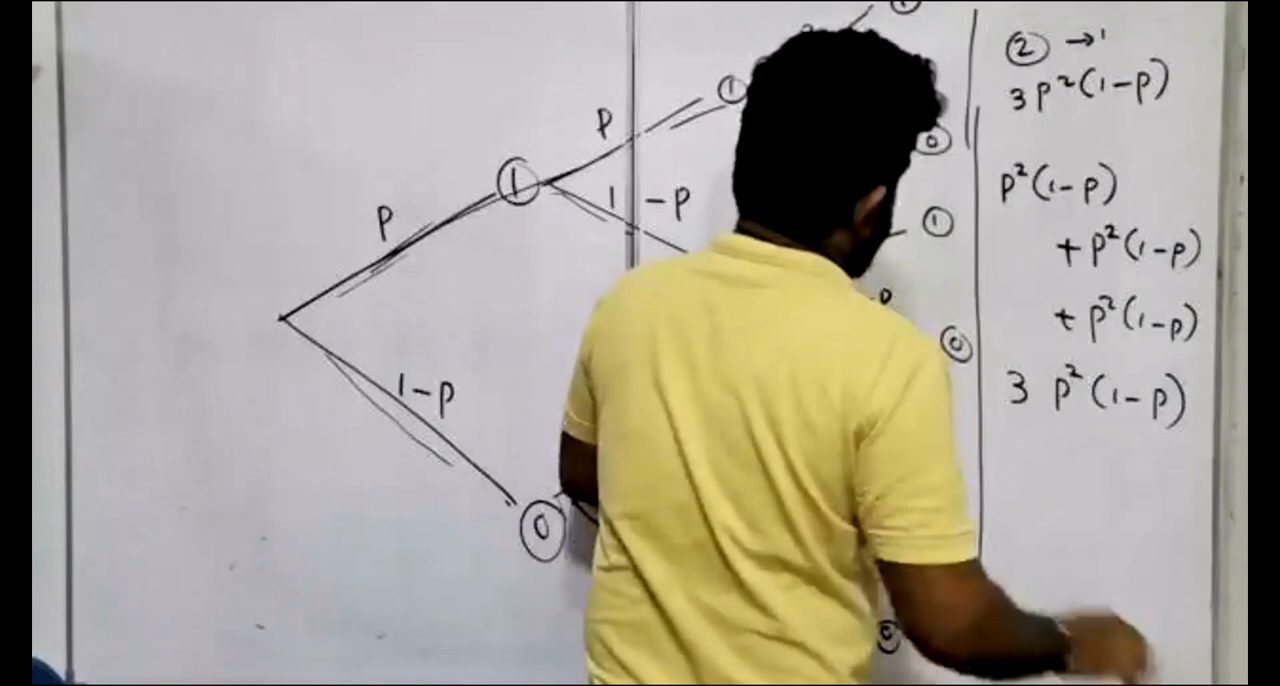 ② → 1
3p²(1-p)
p²(1-p)
+ p²(1-p)
+ p²(1-p)
3 p²(1-p)
p
1-p
①
⓪
p
1-p
①
⓪
①
⓪